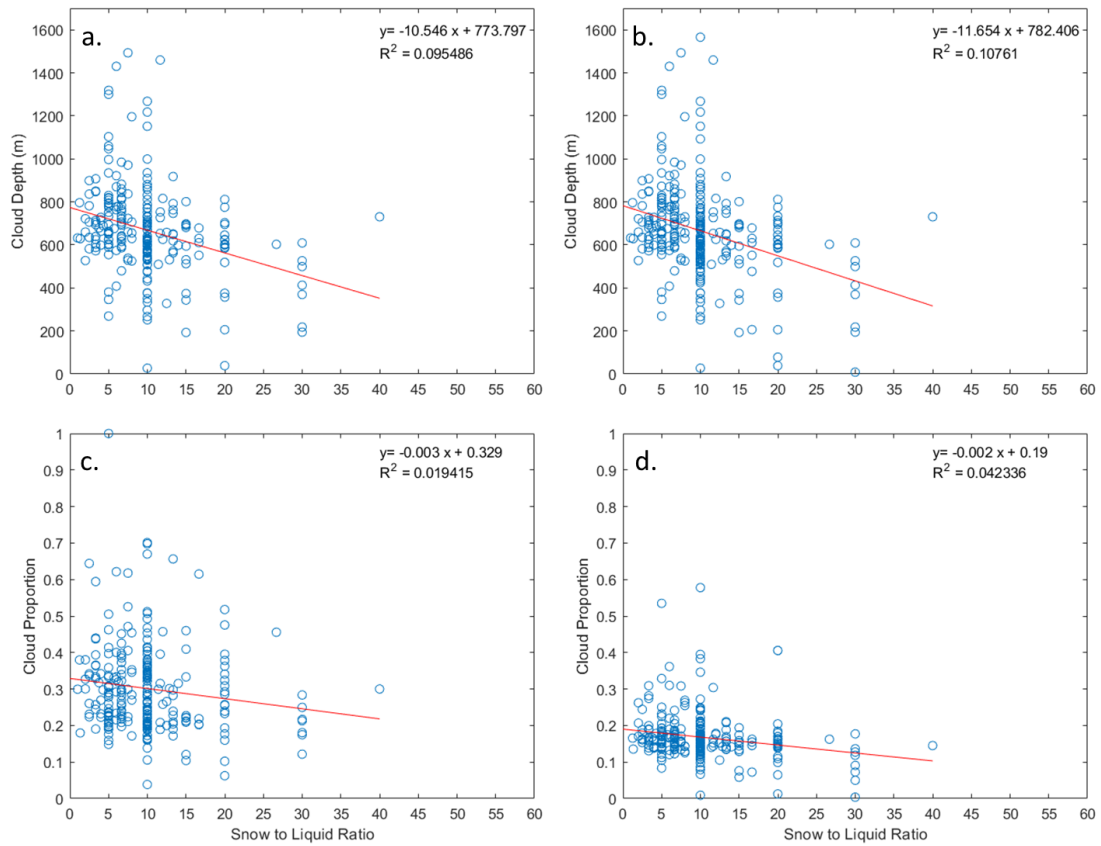 a.
y= -10.546 x + 773.797
R2 = 0.095486
1600
1400
1200
1000
800
600
400
200
0
Cloud Depth (m)
0 5 10 15 20 25 30 35 40 45 50 55 60
b.
y= -11.654 x + 782.406
R2 = 0.10761
1600
1400
1200
1000
800
600
400
200
0
Cloud Depth (m)
0 5 10 15 20 25 30 35 40 45 50 55 60
c.
y= -0.003 x + 0.329
R2 = 0.019415
1
0.9
0.8
0.7
0.6
0.5
0.4
0.3
0.2
0.1
0
Cloud Proportion
0 5 10 15 20 25 30 35 40 45 50 55 60
Snow to Liquid Ratio
d.
y= -0.002 x + 0.19
R2 = 0.042336
1
0.9
0.8
0.7
0.6
0.5
0.4
0.3
0.2
0.1
0
Cloud Proportion
0 5 10 15 20 25 30 35 40 45 50 55 60
Snow to Liquid Ratio